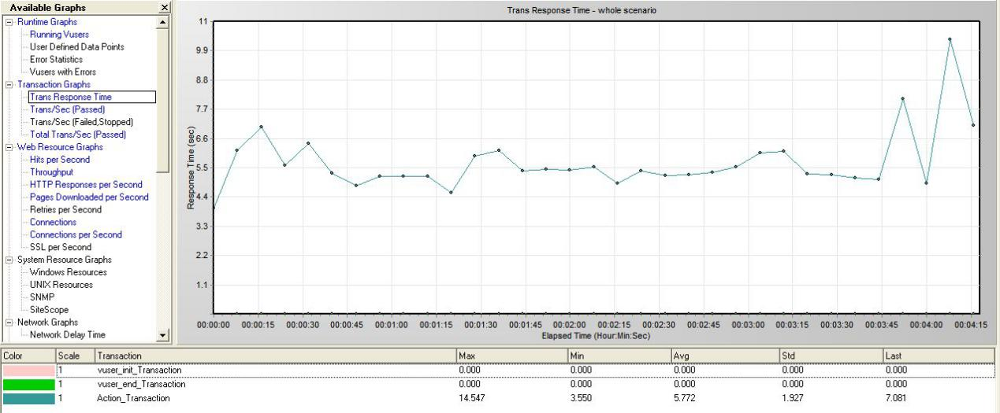 Available Graphs
Runtime Graphs
Running Vusers
User Defined Data Points
Error Statistics
Vusers with Errors
Transaction Graphs
Trans Response Time
Trans/Sec (Passed)
Trans/Sec (Failed,Stopped)
Total Trans/Sec (Passed)
Web Resource Graphs
Hits per Second
Throughput
HTTP Responses per Second
Pages Downloaded per Second
Retries per Second
Connections
Connections per Second
SSL per Second
System Resource Graphs
Windows Resources
UNIX Resources
SNMP
SiteScope
Network Graphs
Network Delay Time
Trans Response Time - whole scenario
Response Time (sec)
11
9.9
8.8
7.7
6.6
5.5
4.4
3.3
2.2
1.1
00:00:00 00:00:15 00:00:30 00:00:45 00:01:00 00:01:15 00:01:30 00:01:45 00:02:00 00:02:15 00:02:30 00:02:45 00:03:00 00:03:15 00:03:30 00:03:45 00:04:00 00:04:15
Elapsed Time (Hour:Min:Sec)
Color Scale Transaction Max Min Avg Std Last
1 vuser_init_Transaction 0.000 0.000 0.000 0.000 0.000
1 vuser_end_Transaction 0.000 0.000 0.000 0.000 0.000
1 Action_Transaction 14.547 3.550 5.772 1.927 7.081